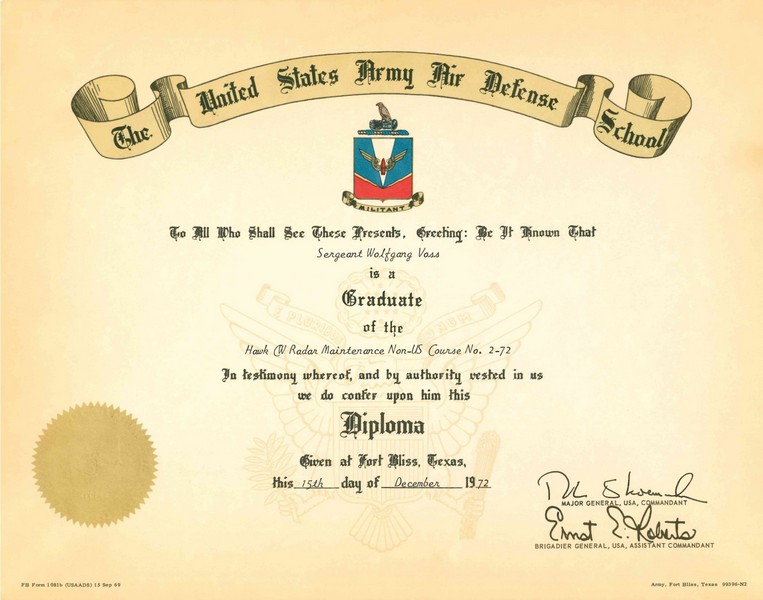 The United States Army Air Defense School
MILITANT
To All Who Shall See These Presents, Greeting: Be It Known That
Sergeant Wolfgang Voss
is a
Graduate
of the
Hawk CW Radar Maintenance Non-US Course No. 2-72
In testimony whereof, and by authority vested in us
we do confer upon him this
Diploma
Given at Fort Bliss, Texas,
this 15th day of December 1972
MAJOR GENERAL, USA, COMMANDANT
Ernst E. Roberts
BRIGADIER GENERAL, USA, ASSISTANT COMMANDANT
FB Form 1081b (USAADS) 15 Sep 60
Army, Fort Bliss, Texas